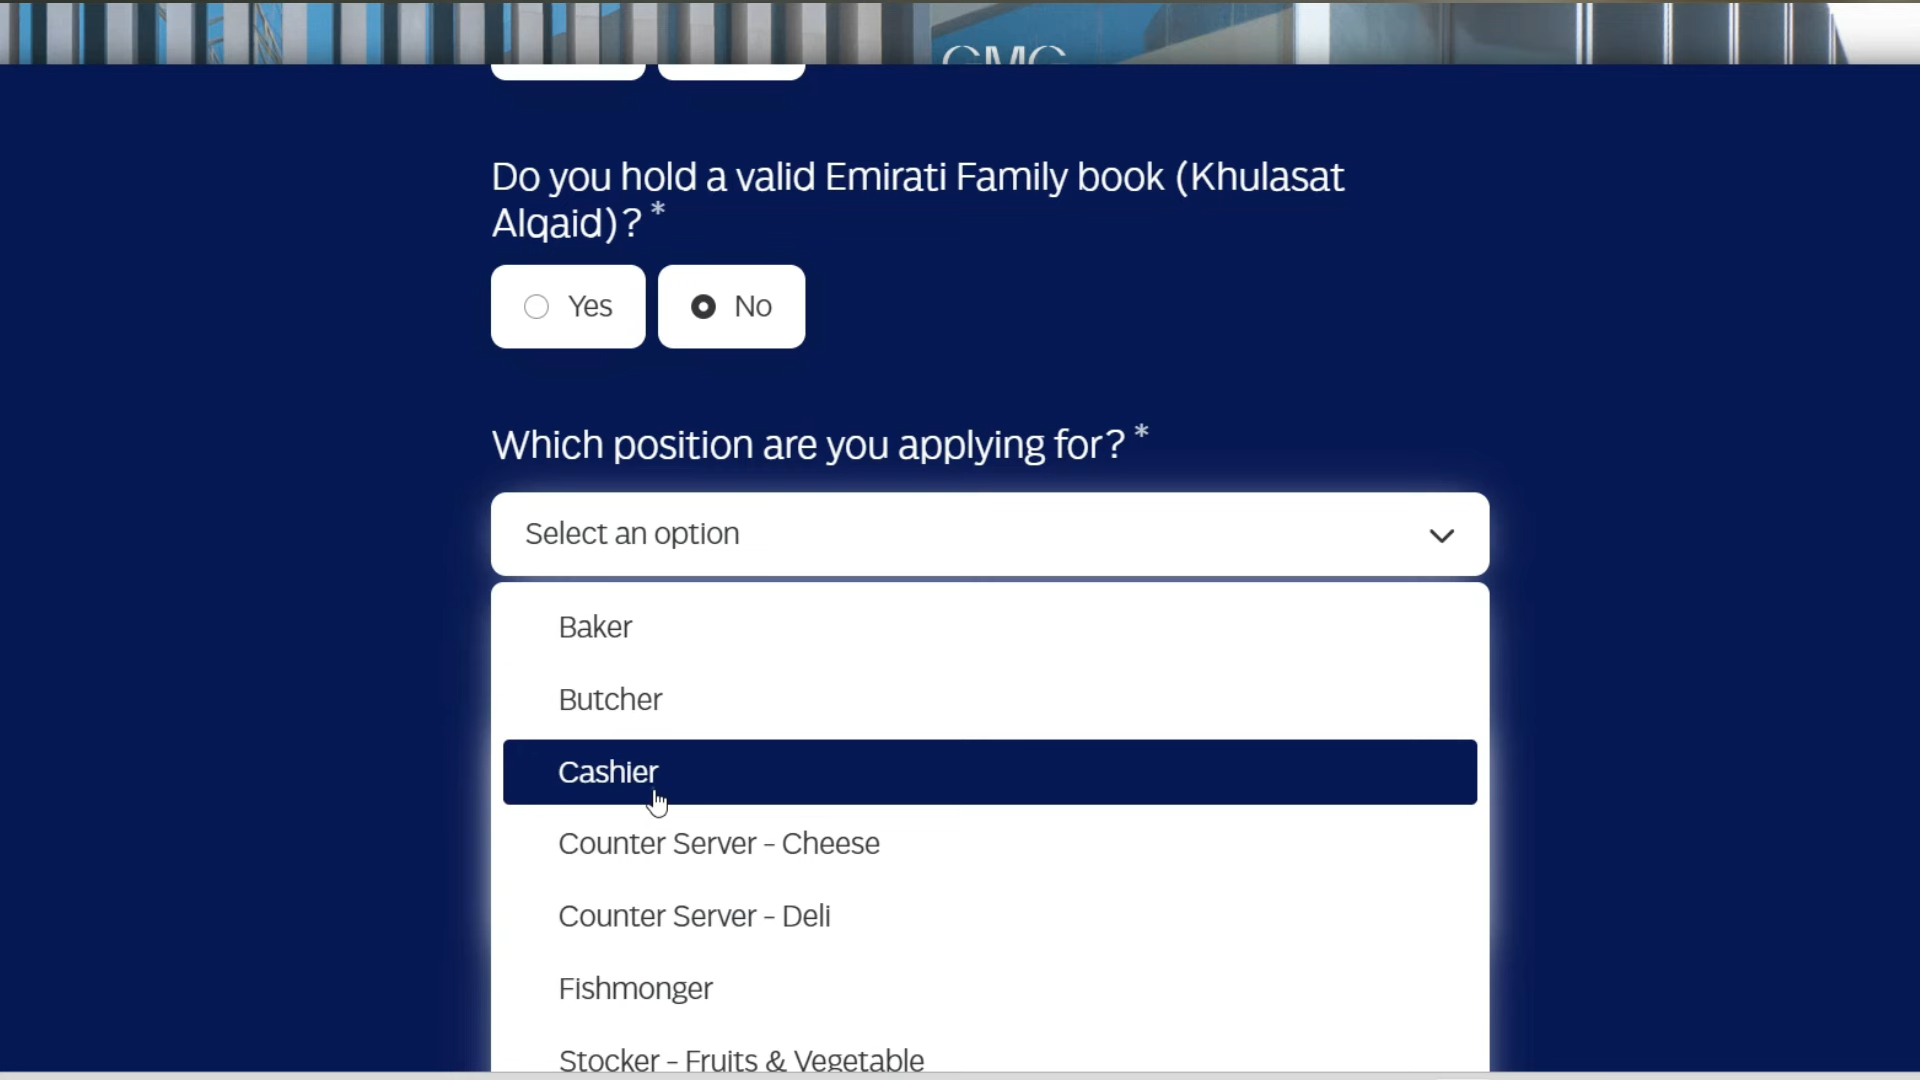 GMG
Do you hold a valid Emirati Family book (Khulasat
Alqaid)? *
Yes
No
Which position are you applying for? *
Select an option
Baker
Butcher
Cashier
Counter Server - Cheese
Counter Server - Deli
Fishmonger
Stocker - Fruits & Vegetable